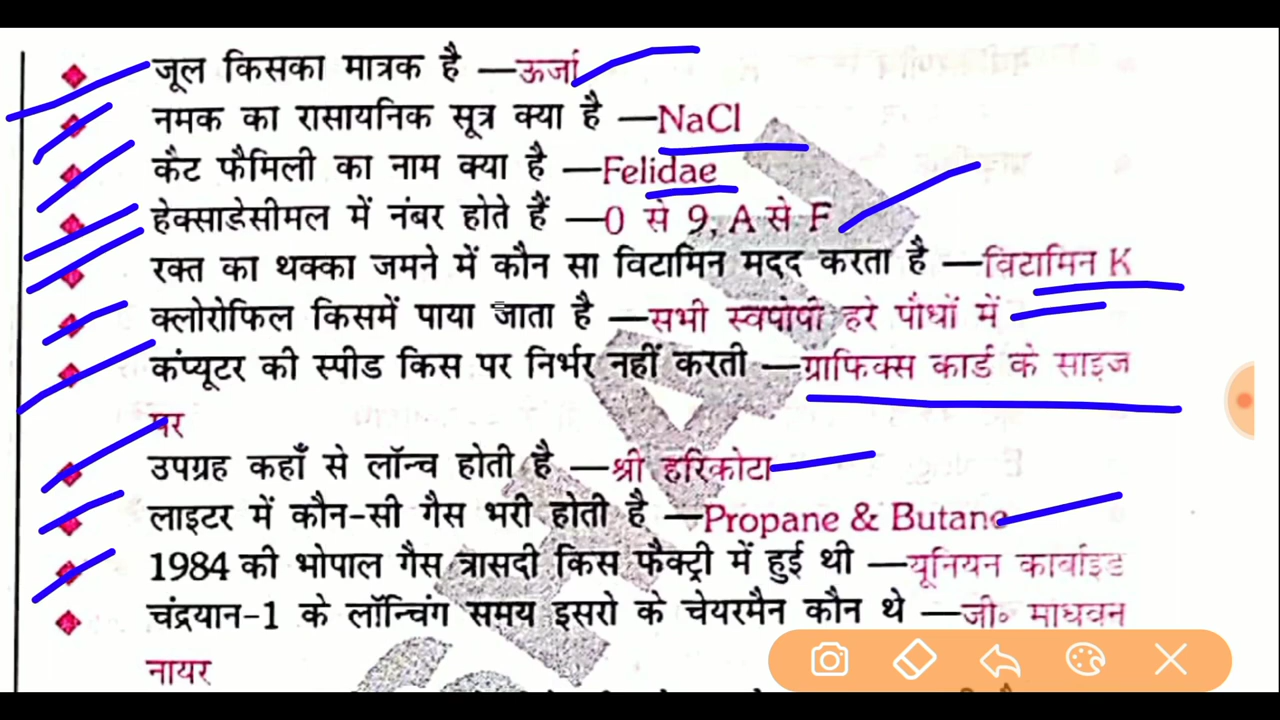 जूल किसका मात्रक है —ऊर्जा
नमक का रासायनिक सूत्र क्या है —NaCl
कैट फैमिली का नाम क्या है —Felidae
हेक्साडेसीमल में नंबर होते हैं —0 से 9, A से F
रक्त का थक्का जमने में कौन सा विटामिन मदद करता है —विटामिन K
क्लोरोफिल किसमें पाया जाता है —सभी स्वपोपी हरे पौधों में
कंप्यूटर की स्पीड किस पर निर्भर नहीं करती —ग्राफिक्स कार्ड के साइज
पर
उपग्रह कहाँ से लॉन्च होती है —श्री हरिकोटा
लाइटर में कौन-सी गैस भरी होती है —Propane & Butane
1984 की भोपाल गैस त्रासदी किस फैक्ट्री में हुई थी —यूनियन कार्बाइड
चंद्रयान-1 के लॉन्चिंग समय इसरो के चेयरमैन कौन थे —जी॰ माधवन
नायर